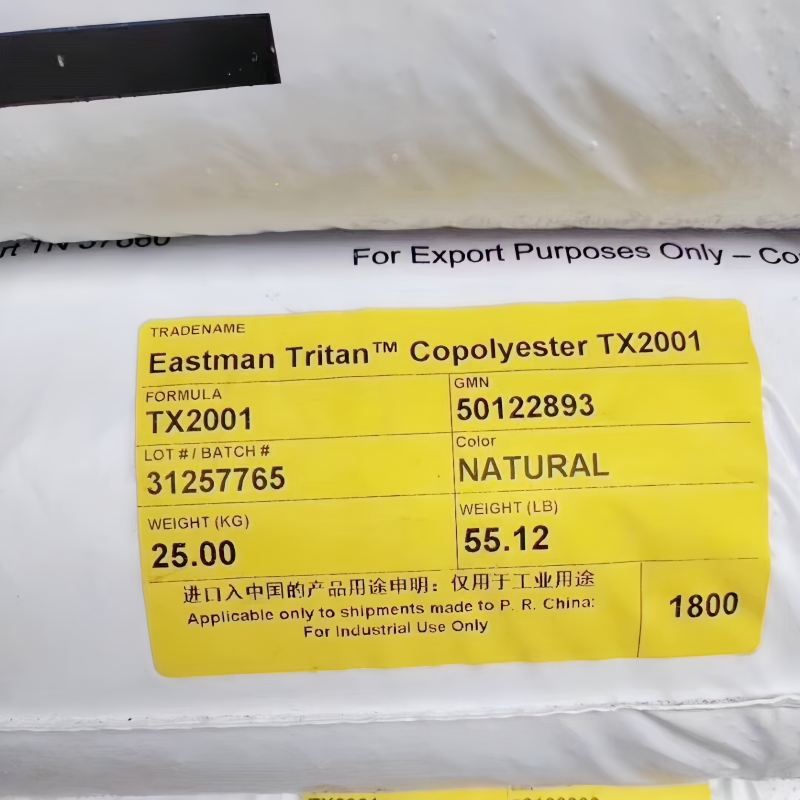 TN 37660
For Export Purposes Only –
TRADENAME
Eastman Tritan™ Copolyester TX2001
FORMULA
TX2001
GMN
50122893
LOT # / BATCH #
31257765
Color
NATURAL
WEIGHT (KG)
25.00
WEIGHT (LB)
55.12
进口入中国的产品用途申明：仅用于工业用途
Applicable only to shipments made to P. R. China:
For Industrial Use Only
1800
TX2001